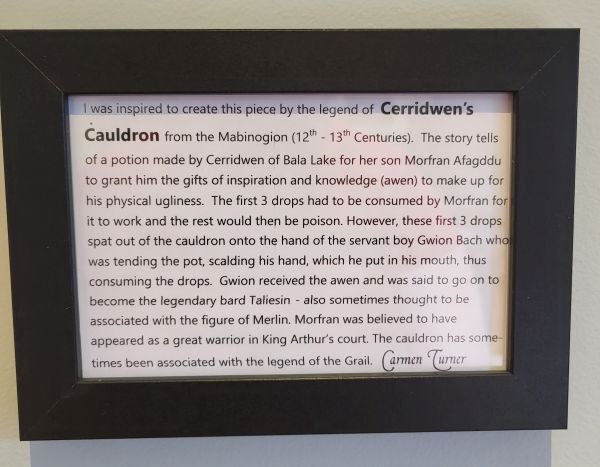 I was inspired to create this piece by the legend of Cerridwen's
Cauldron from the Mabinogion (12th - 13th Centuries). The story tells
of a potion made by Cerridwen of Bala Lake for her son Morfran Afagddu
to grant him the gifts of inspiration and knowledge (awen) to make up for
his physical ugliness. The first 3 drops had to be consumed by Morfran for
it to work and the rest would then be poison. However, these first 3 drops
spat out of the cauldron onto the hand of the servant boy Gwion Bach who
was tending the pot, scalding his hand, which he put in his mouth, thus
consuming the drops. Gwion received the awen and was said to go on to
become the legendary bard Taliesin - also sometimes thought to be
associated with the figure of Merlin. Morfran was believed to have
appeared as a great warrior in King Arthur's court. The cauldron has some-
times been associated with the legend of the Grail. Carmen Turner